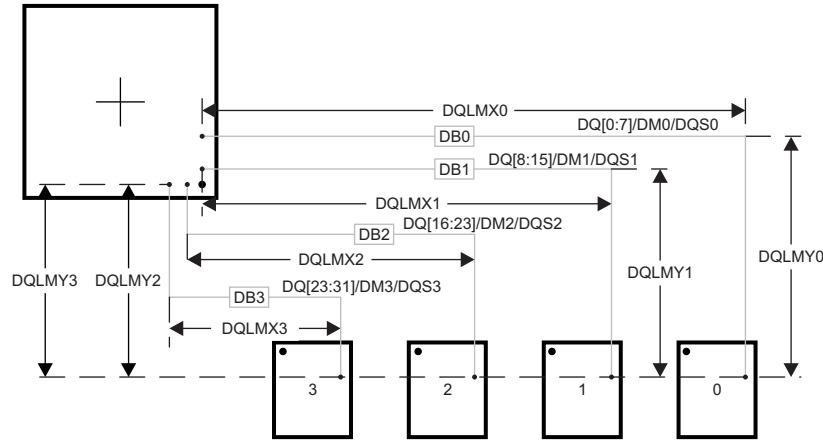 DQLMX0
DQ[0:7]/DM0/DQS0
DB0
DQ[8:15]/DM1/DQS1
DB1
DQLMX1
DQ[16:23]/DM2/DQS2
DB2
DQLMX2
DQLMY0
DQLMY3 DQLMY2
DQLMY1
DQ[23:31]/DM3/DQS3
DB3
DQLMX3
3 2 1 0